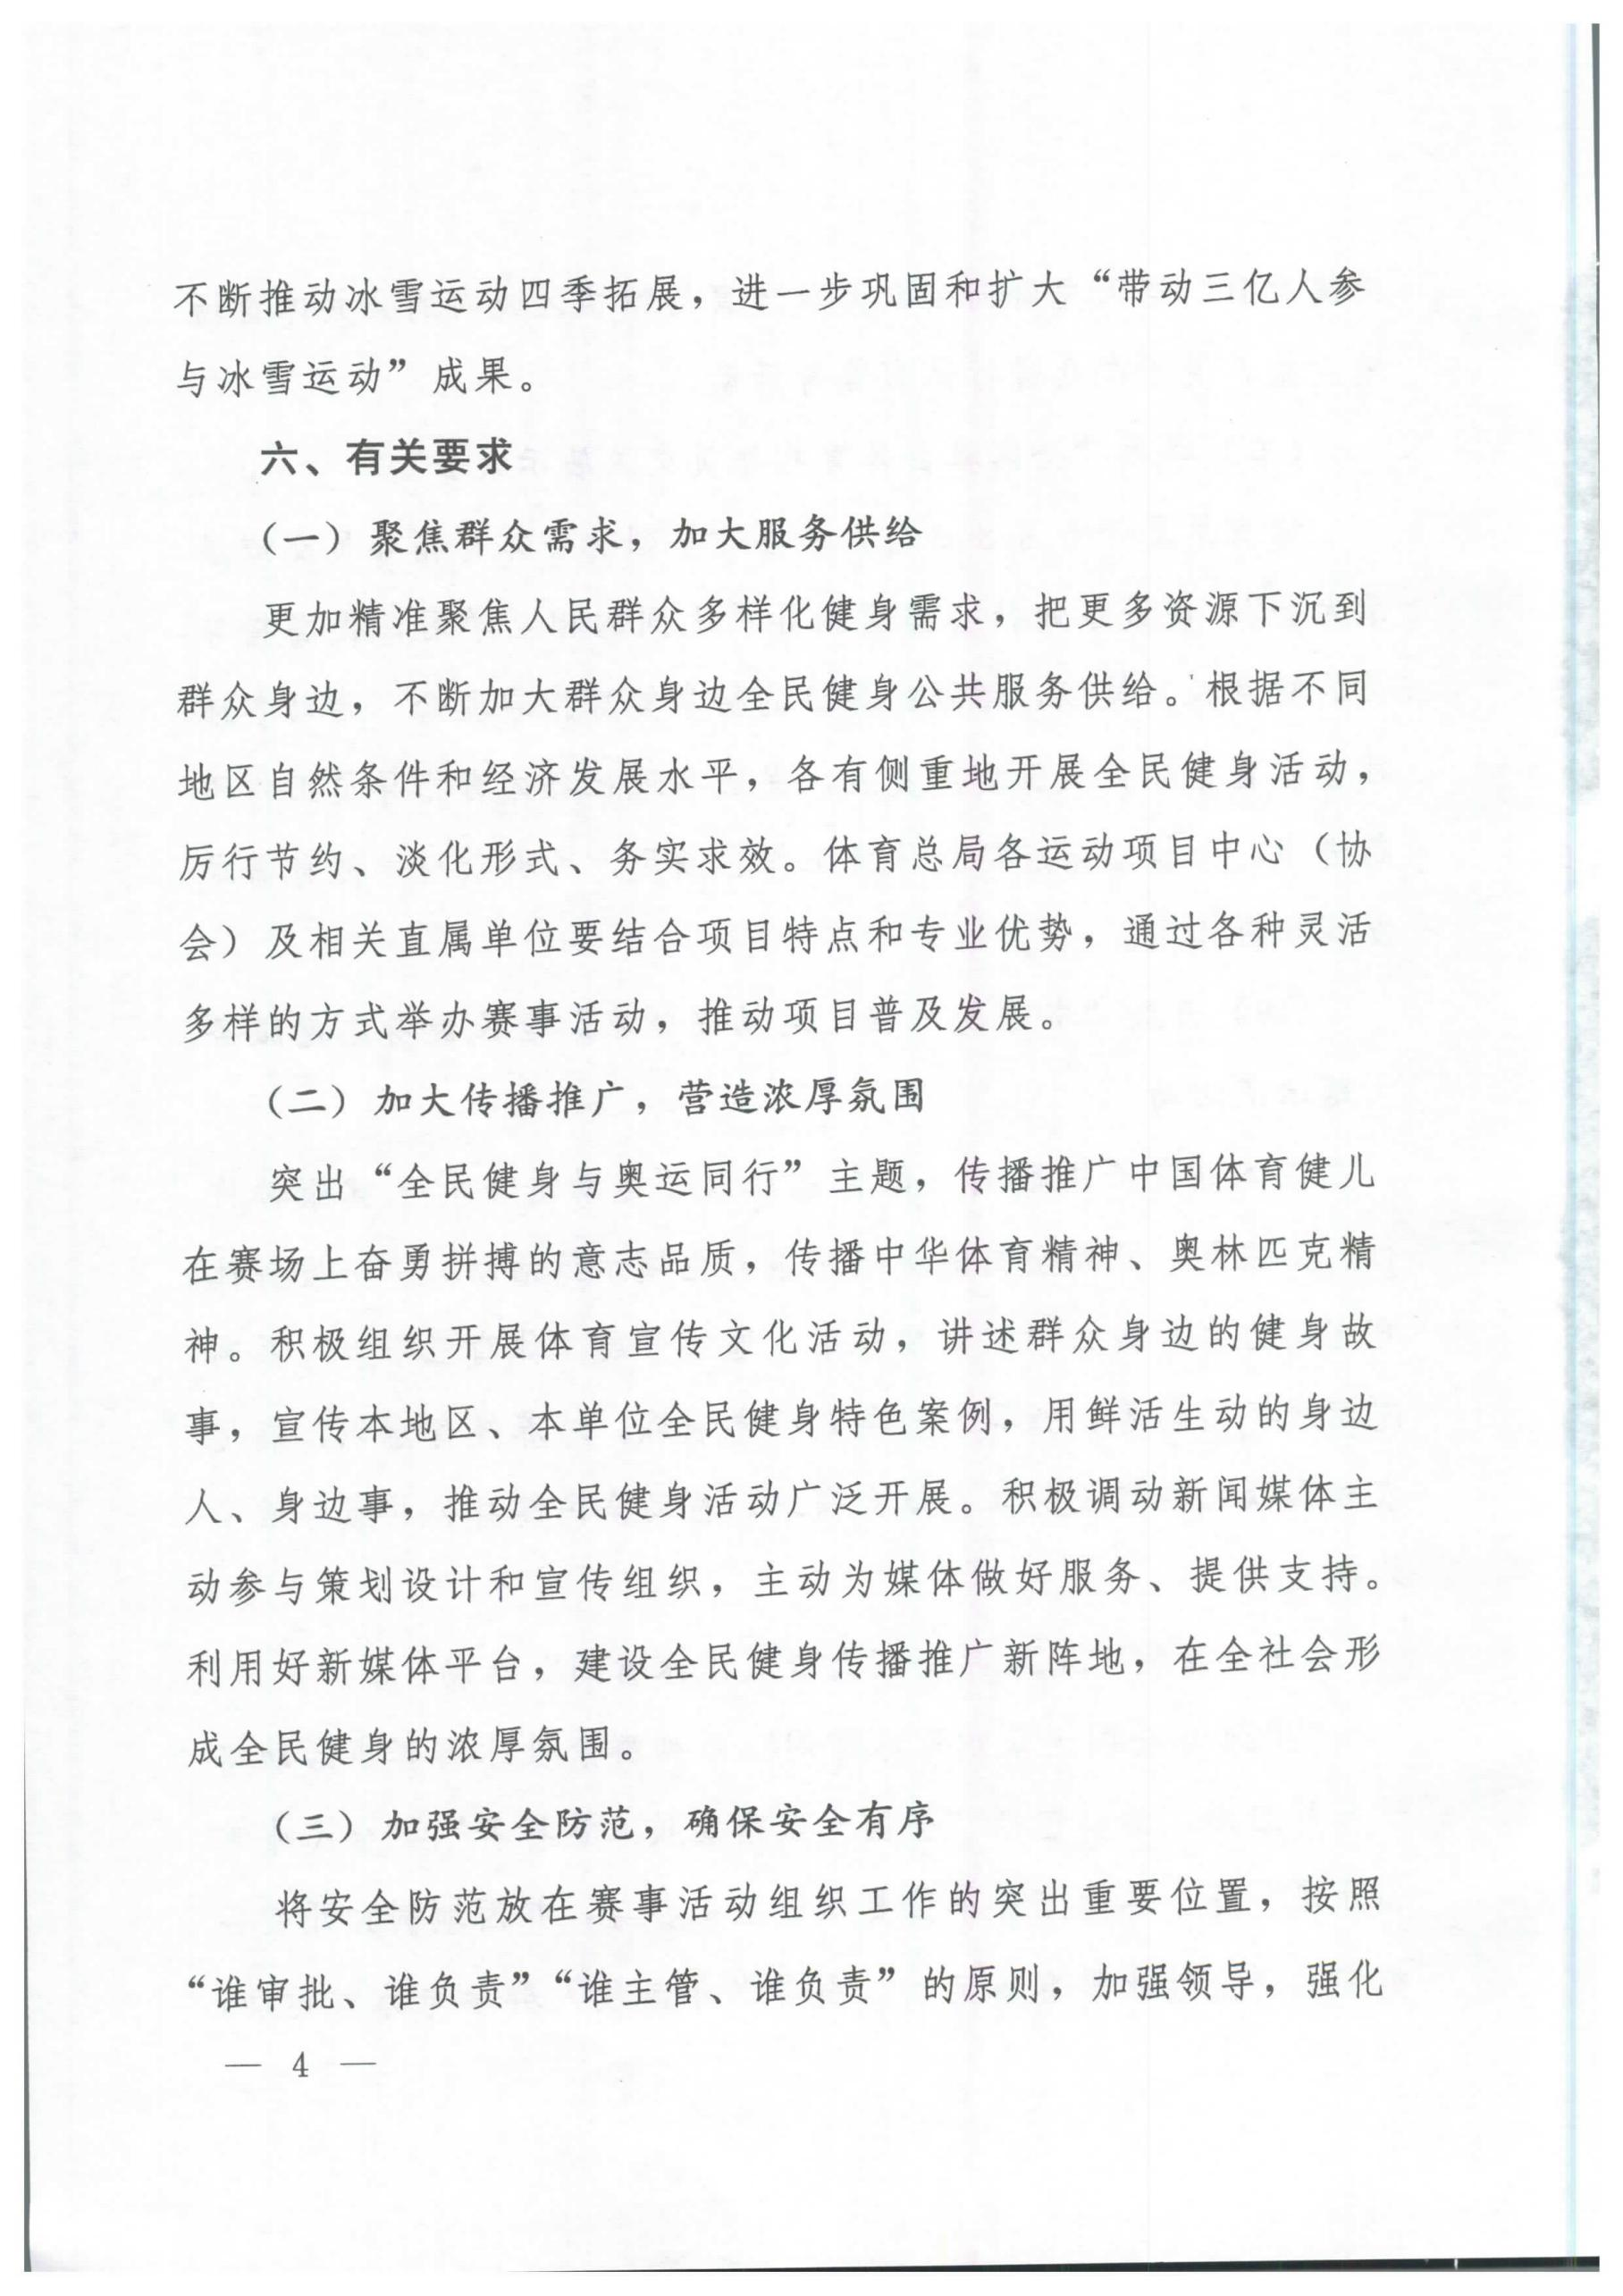 不断推动冰雪运动四季拓展，进一步巩固和扩大“带动三亿人参
与冰雪运动”成果。
六、有关要求
（一）聚焦群众需求，加大服务供给
更加精准聚焦人民群众多样化健身需求，把更多资源下沉到
群众身边，不断加大群众身边全民健身公共服务供给。根据不同
地区自然条件和经济发展水平，各有侧重地开展全民健身活动，
厉行节约、淡化形式、务实求效。体育总局各运动项目中心（协
会）及相关直属单位要结合项目特点和专业优势，通过各种灵活
多样的方式举办赛事活动，推动项目普及发展。
（二）加大传播推广，营造浓厚氛围
突出“全民健身与奥运同行”主题，传播推广中国体育健儿
在赛场上奋勇拼搏的意志品质，传播中华体育精神、奥林匹克精
神。积极组织开展体育宣传文化活动，讲述群众身边的健身故
事，宣传本地区、本单位全民健身特色案例，用鲜活生动的身边
人、身边事，推动全民健身活动广泛开展。积极调动新闻媒体主
动参与策划设计和宣传组织，主动为媒体做好服务、提供支持。
利用好新媒体平台，建设全民健身传播推广新阵地，在全社会形
成全民健身的浓厚氛围。
（三）加强安全防范，确保安全有序
将安全防范放在赛事活动组织工作的突出重要位置，按照
“谁审批、谁负责”“谁主管、谁负责”的原则，加强领导，强化
— 4 —